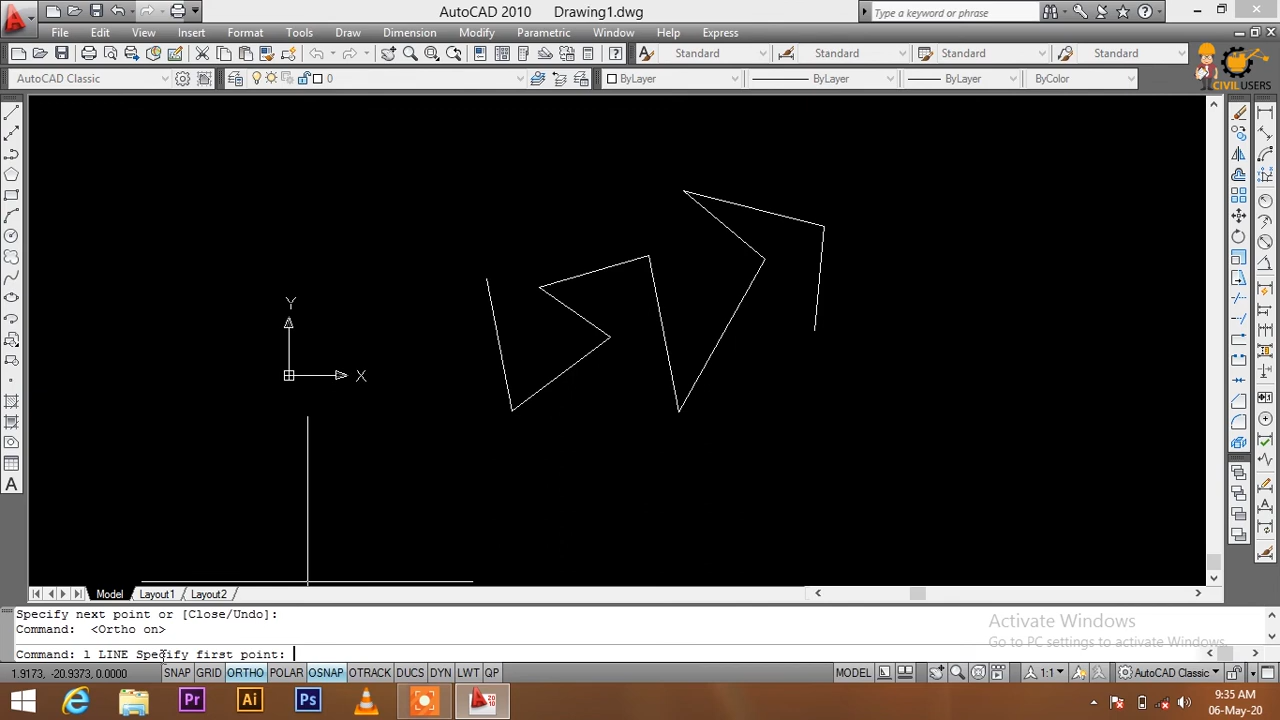 AutoCAD 2010 Drawing1.dwg
Type a keyword or phrase
File Edit View Insert Format Tools Draw Dimension Modify Parametric Window Help Express
Standard Standard Standard Standard
AutoCAD Classic 0 ByLayer ByLayer ByLayer ByColor
CIVIL USERS
Y
X
Model Layout1 Layout2
Specify next point or [Close/Undo]:
Command: <Ortho on>
Command: l LINE Specify first point:
Activate Windows
Go to PC settings to activate Windows.
1.9173, -20.9373, 0.0000 SNAP GRID ORTHO POLAR OSNAP OTRACK DUCS DYN LWT QP MODEL 1:1 AutoCAD Classic
Pr Ai Ps
9:35 AM
06-May-20